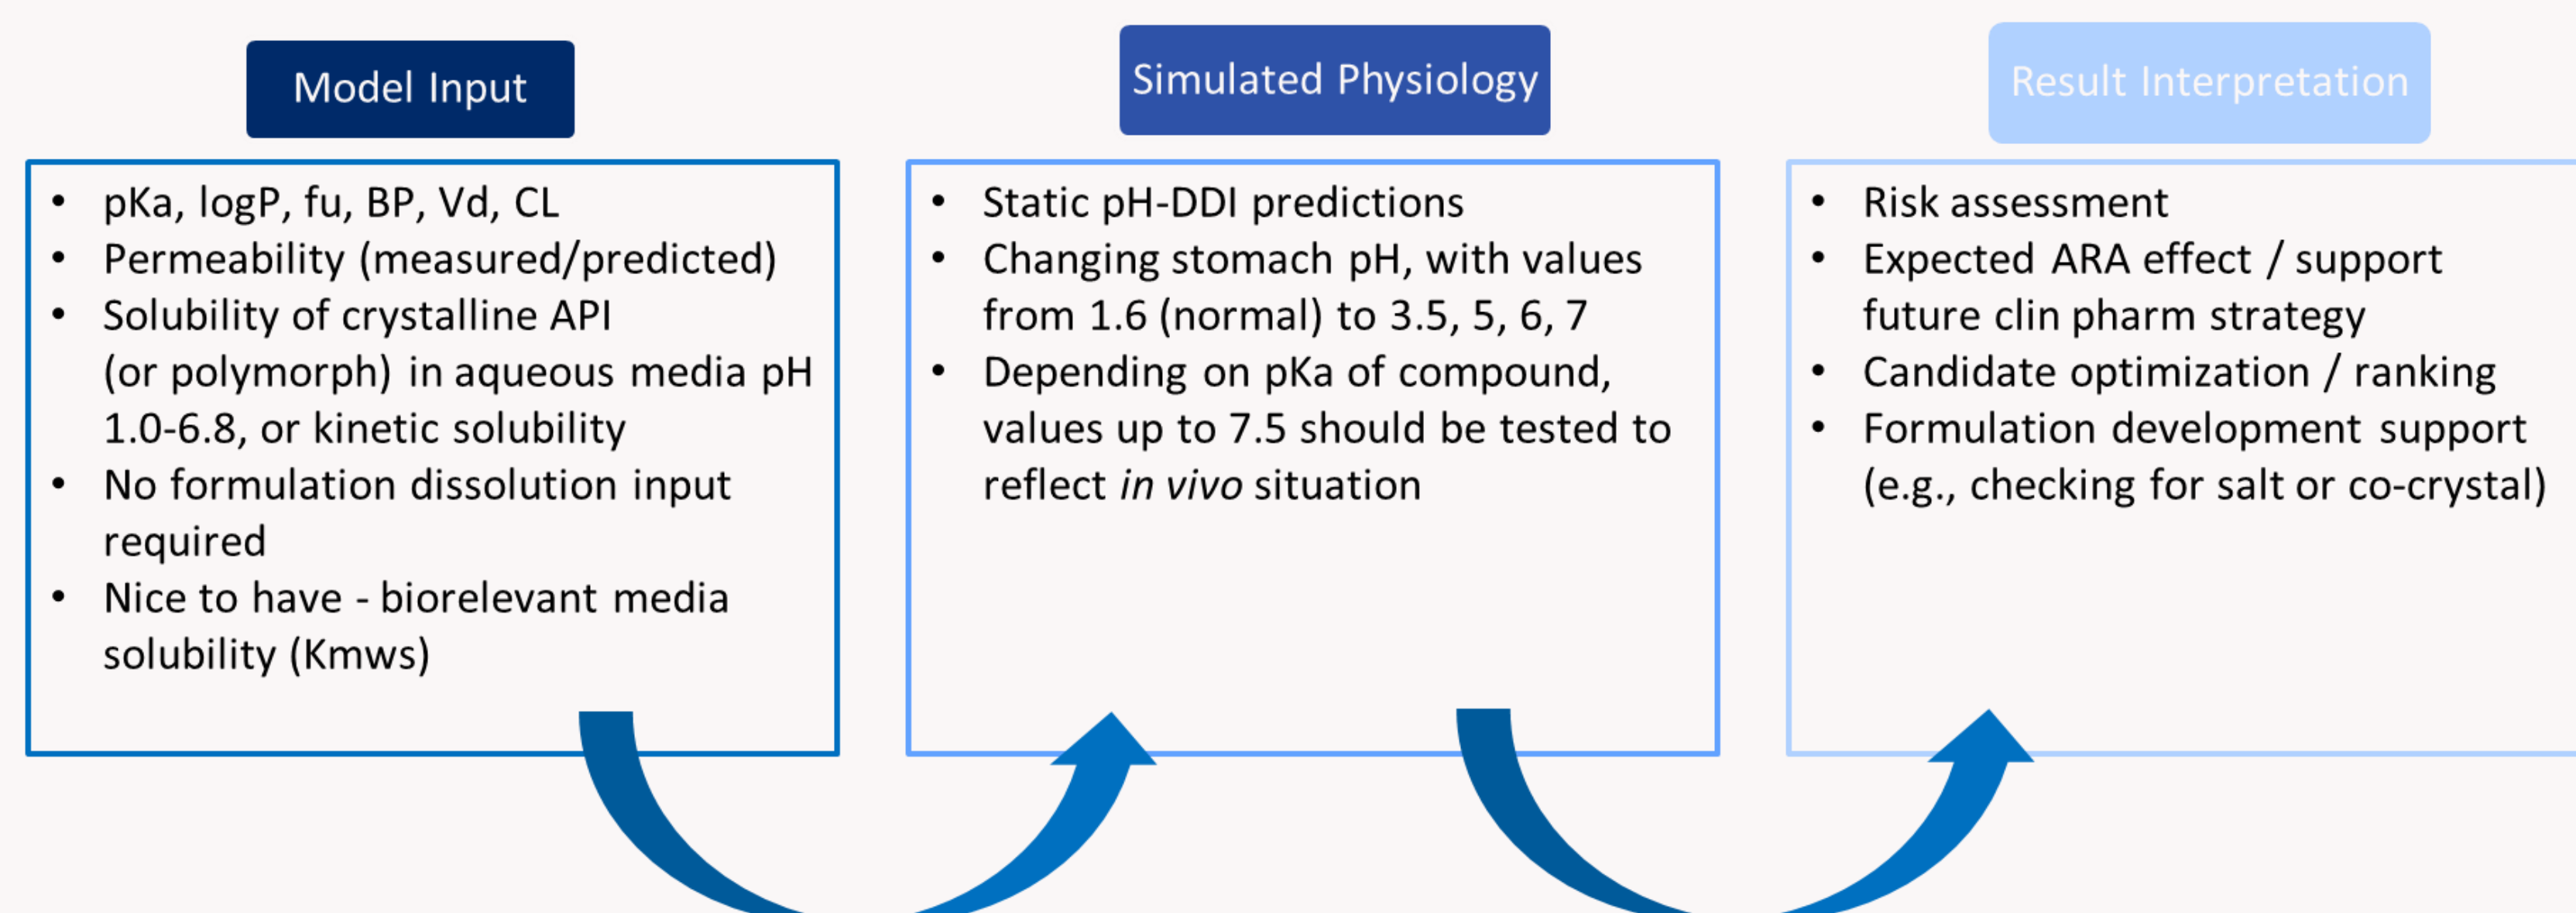 Model Input
• pKa, logP, fu, BP, Vd, CL
• Permeability (measured/predicted)
• Solubility of crystalline API
(or polymorph) in aqueous media pH
1.0-6.8, or kinetic solubility
• No formulation dissolution input
required
• Nice to have - biorelevant media
solubility (Kmws)
Simulated Physiology
• Static pH-DDI predictions
• Changing stomach pH, with values
from 1.6 (normal) to 3.5, 5, 6, 7
• Depending on pKa of compound,
values up to 7.5 should be tested to
reflect in vivo situation
Result Interpretation
• Risk assessment
• Expected ARA effect / support
future clin pharm strategy
• Candidate optimization / ranking
• Formulation development support
(e.g., checking for salt or co-crystal)